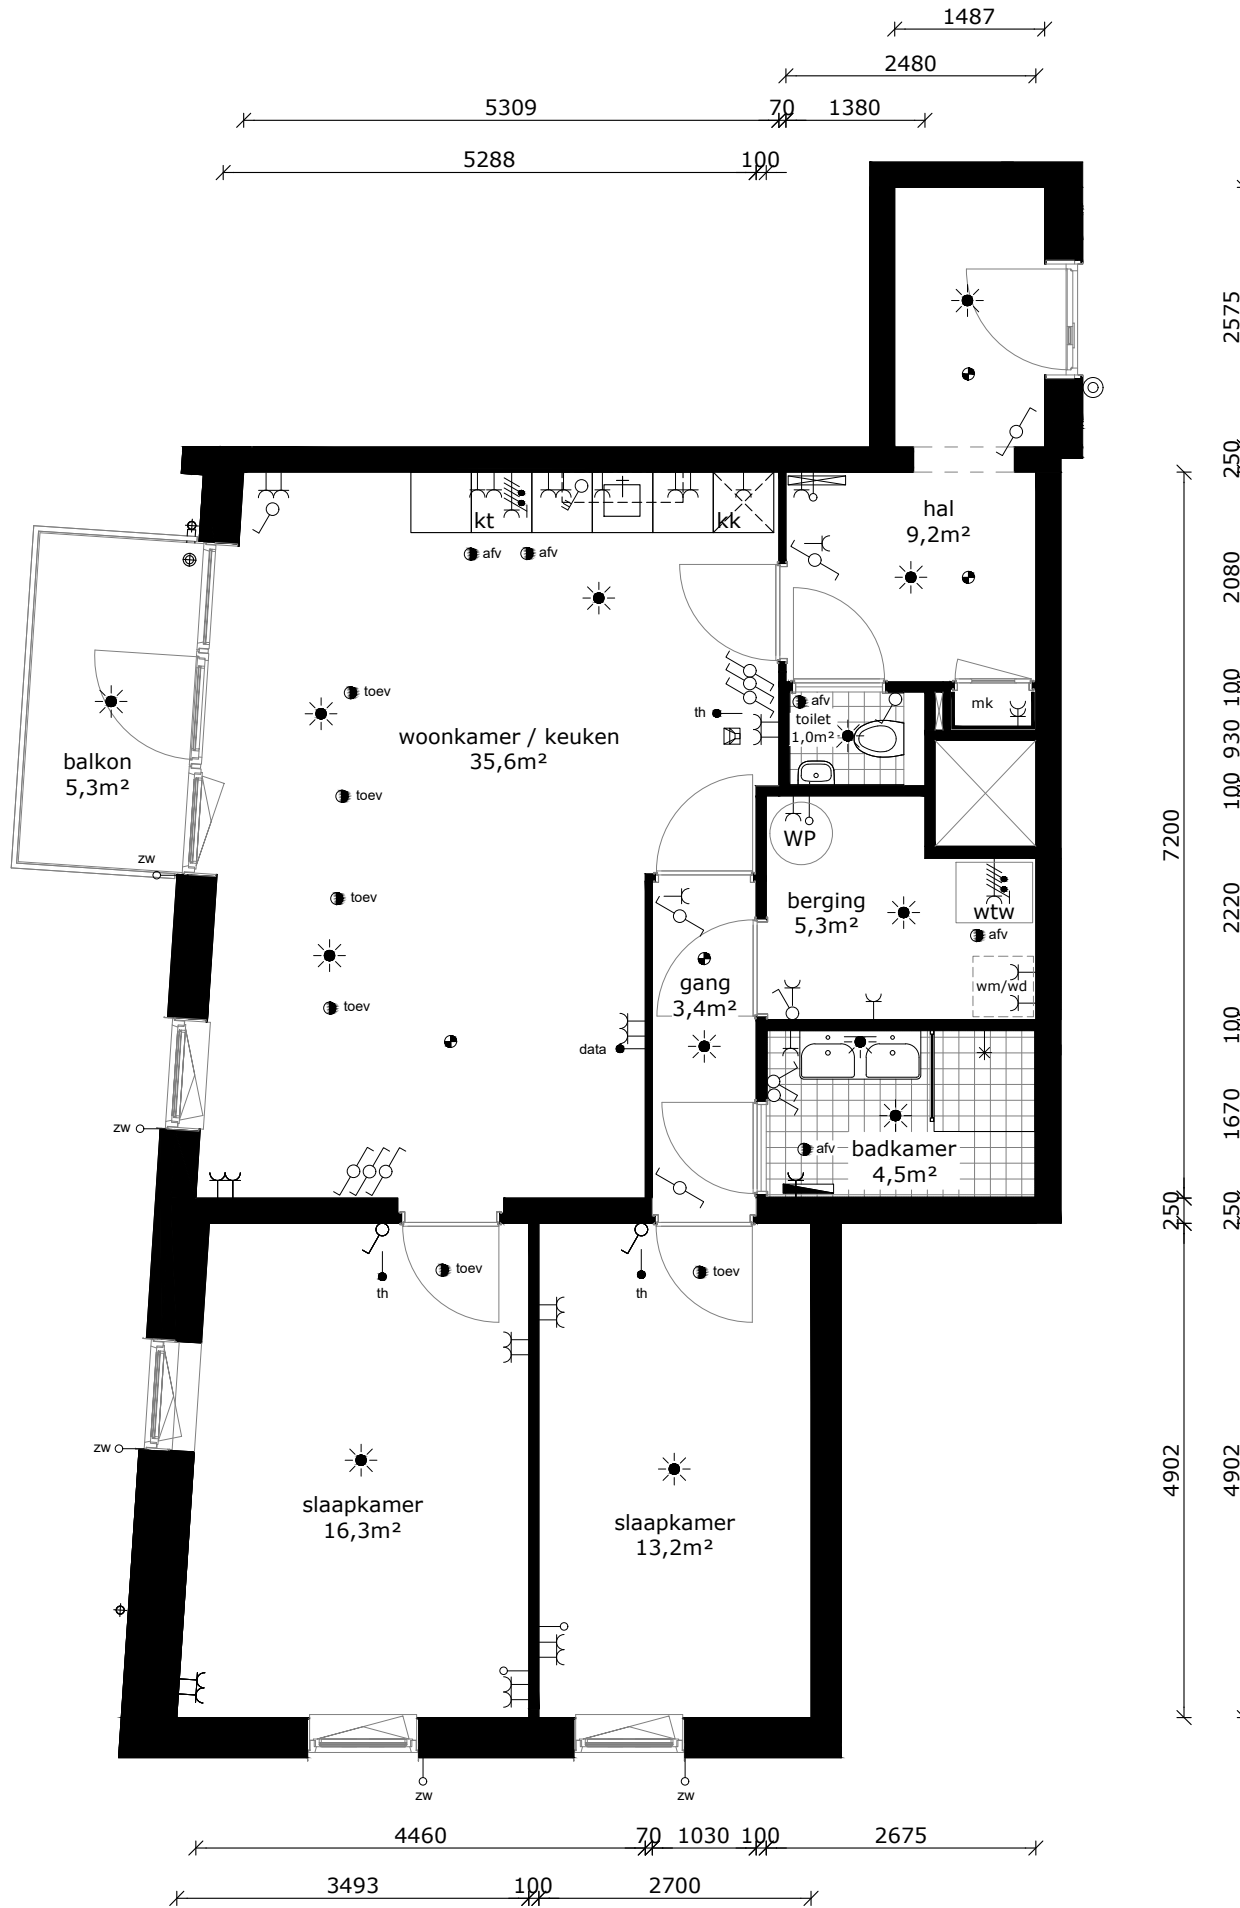 1487
2480
5309
70
1380
5288
100
2575
250
hal
9,2m²
kt
kk
afv
afv
2080
toev
th
afv
toilet
1,0m²
mk
100
woonkamer / keuken
35,6m²
balkon
5,3m²
930
toev
100
7200
WP
zw
toev
berging
5,3m²
wtw
afv
2220
gang
3,4m²
wm/wd
toev
data
100
zw
badkamer
4,5m²
afv
1670
250
250
toev
th
toev
th
zw
4902
4902
slaapkamer
16,3m²
slaapkamer
13,2m²
zw
zw
4460
70
1030
100
2675
3493
100
2700